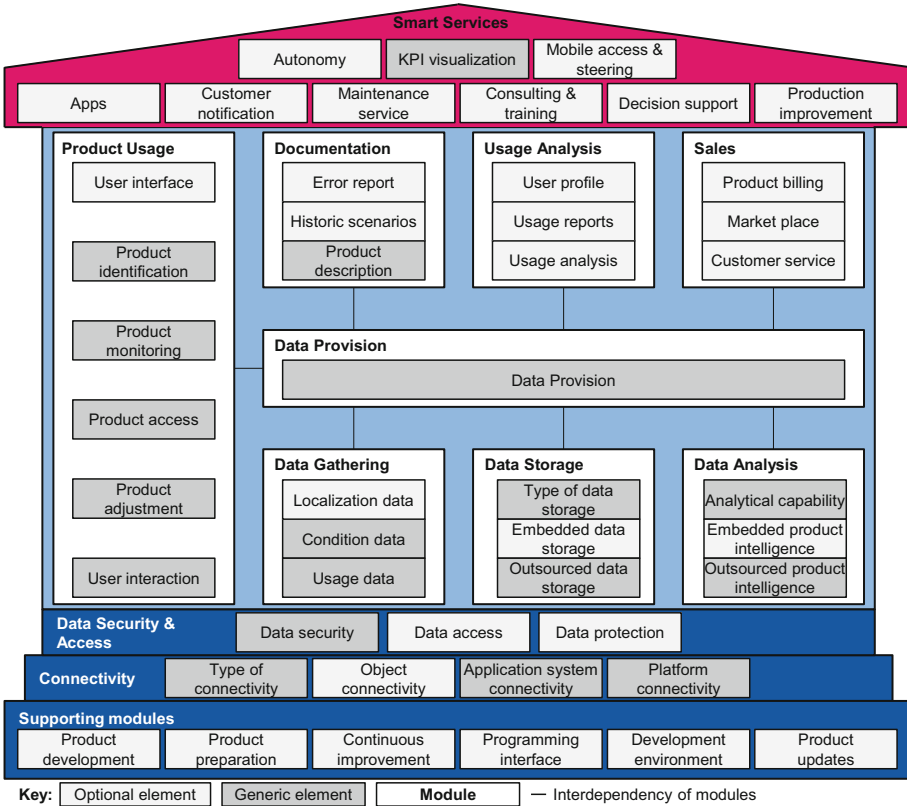 Smart Services
Autonomy
KPI visualization
Mobile access &
steering
Apps
Customer
notification
Maintenance
service
Consulting &
training
Decision support
Production
improvement
Product Usage
User interface
Product
identification
Product
monitoring
Product access
Product
adjustment
User interaction
Documentation
Error report
Historic scenarios
Product
description
Usage Analysis
User profile
Usage reports
Usage analysis
Sales
Product billing
Market place
Customer service
Data Provision
Data Provision
Data Gathering
Localization data
Condition data
Usage data
Data Storage
Type of data
storage
Embedded data
storage
Outsourced data
storage
Data Analysis
Analytical capability
Embedded product
intelligence
Outsourced product
intelligence
Data Security &
Access
Data security
Data access
Data protection
Connectivity
Type of
connectivity
Object
connectivity
Application system
connectivity
Platform
connectivity
Supporting modules
Product
development
Product
preparation
Continuous
improvement
Programming
interface
Development
environment
Product
updates
Key: Optional element Generic element Module — Interdependency of modules